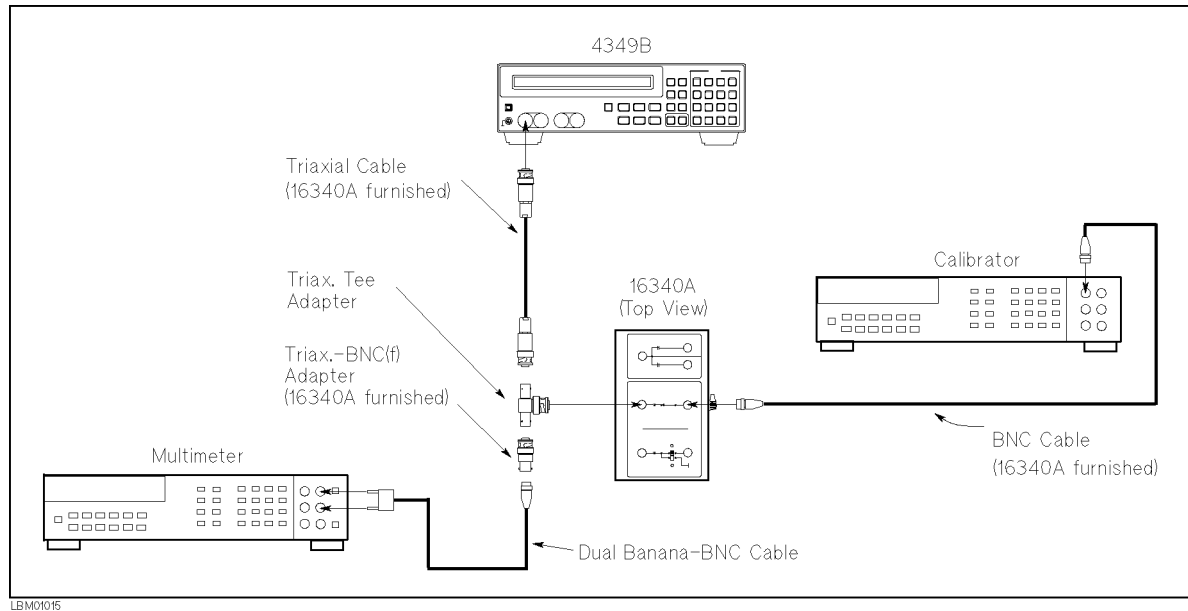 4349B
Triaxial Cable
(16340A furnished)
Calibrator
Triax. Tee
Adapter
16340A
(Top View)
Triax.-BNC(f)
Adapter
(16340A furnished)
BNC Cable
(16340A furnished)
Multimeter
Dual Banana-BNC Cable
LBM01015